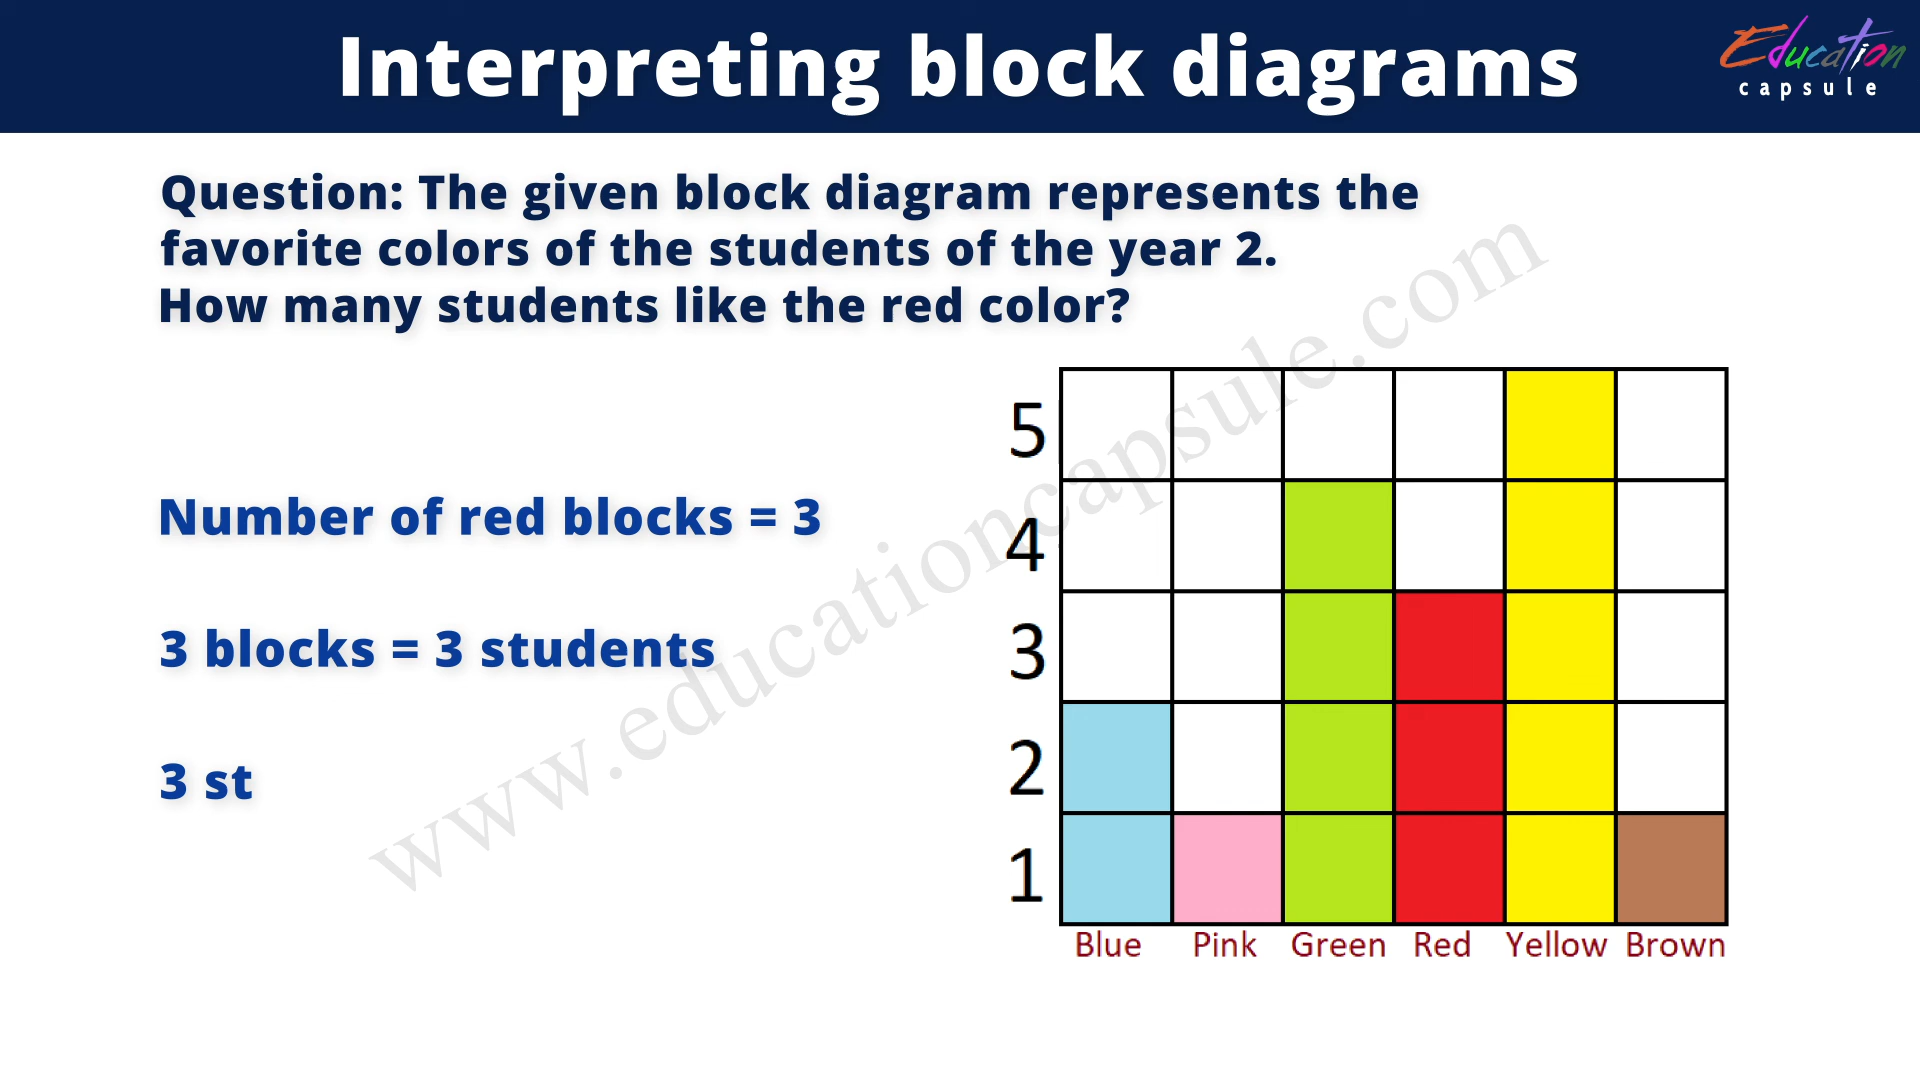 Interpreting block diagrams
Education
capsule
Question: The given block diagram represents the
favorite colors of the students of the year 2.
How many students like the red color?
Number of red blocks = 3
3 blocks = 3 students
3 st
5
4
3
2
1
Blue Pink Green Red Yellow Brown
www.educationcapsule.com